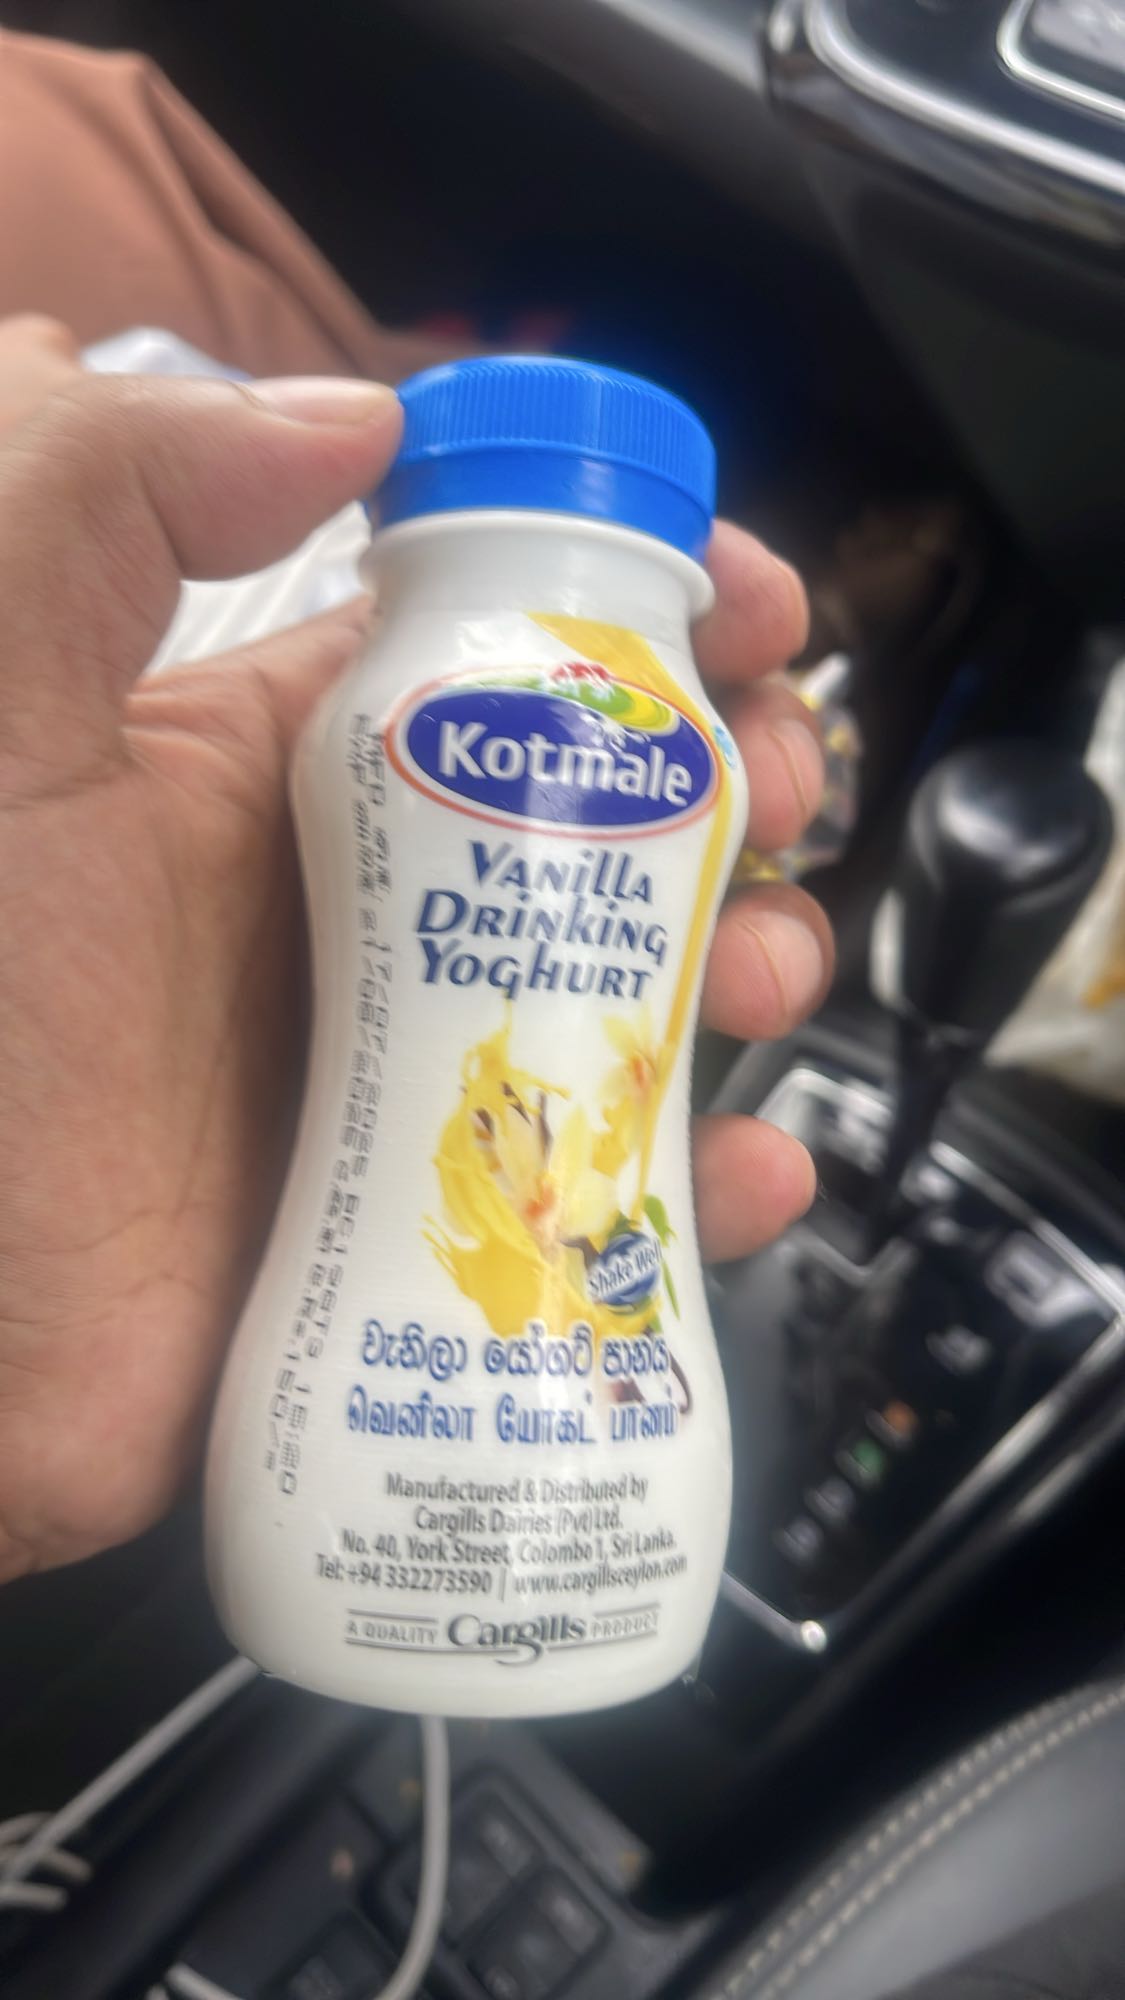 Kotmale
Vanilla
Drinking
Yoghurt
Shake Well
වැනිලා යෝගට් පානය
வெனிலா யோகட் பானம்
Manufactured & Distributed by
Cargills Dairies (Pvt) Ltd.
No. 40, York Street, Colombo 1, Sri Lanka.
Tel: +94 332273590 | www.cargillsceylon.com
A QUALITY Cargills PRODUCT